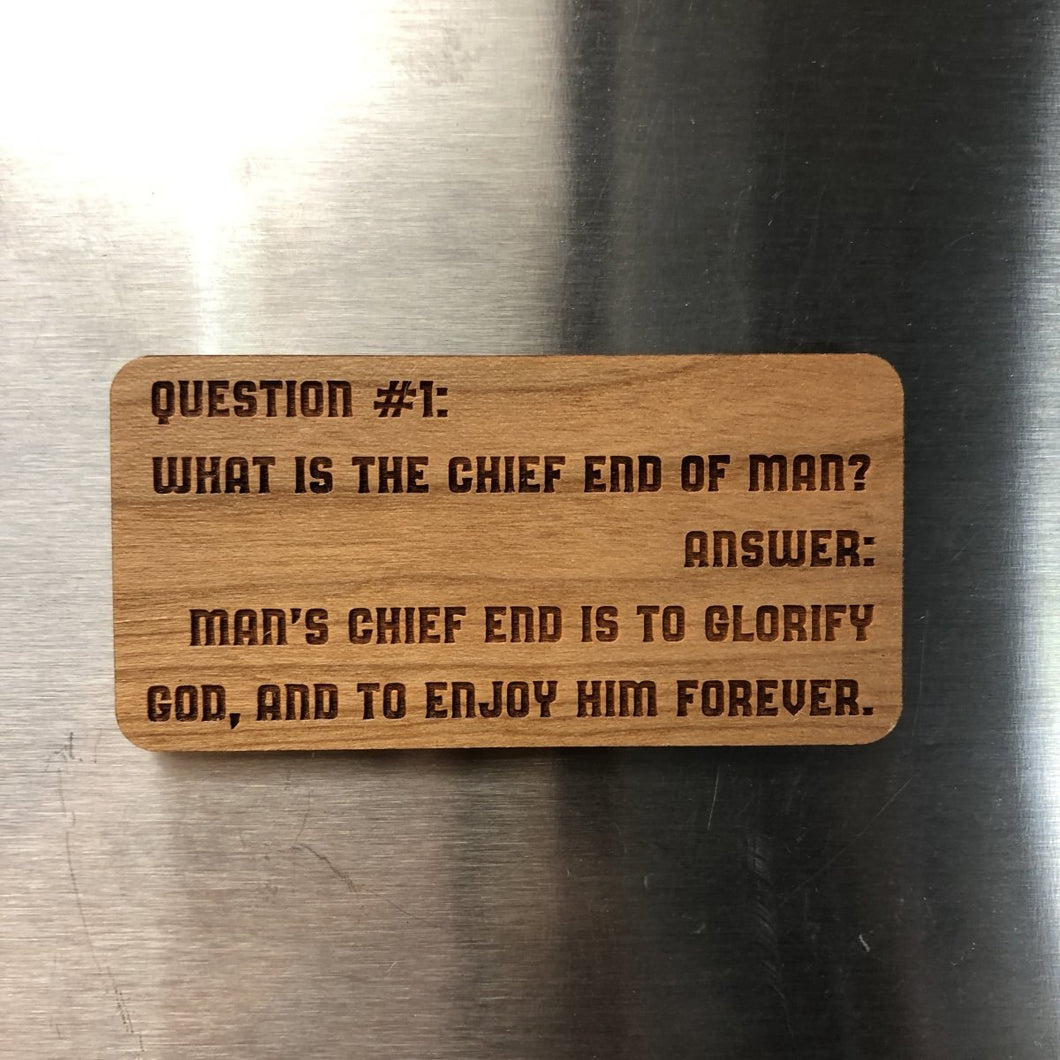 QUESTION #1:
WHAT IS THE CHIEF END OF MAN?
ANSWER:
MAN'S CHIEF END IS TO GLORIFY
GOD, AND TO ENJOY HIM FOREVER.